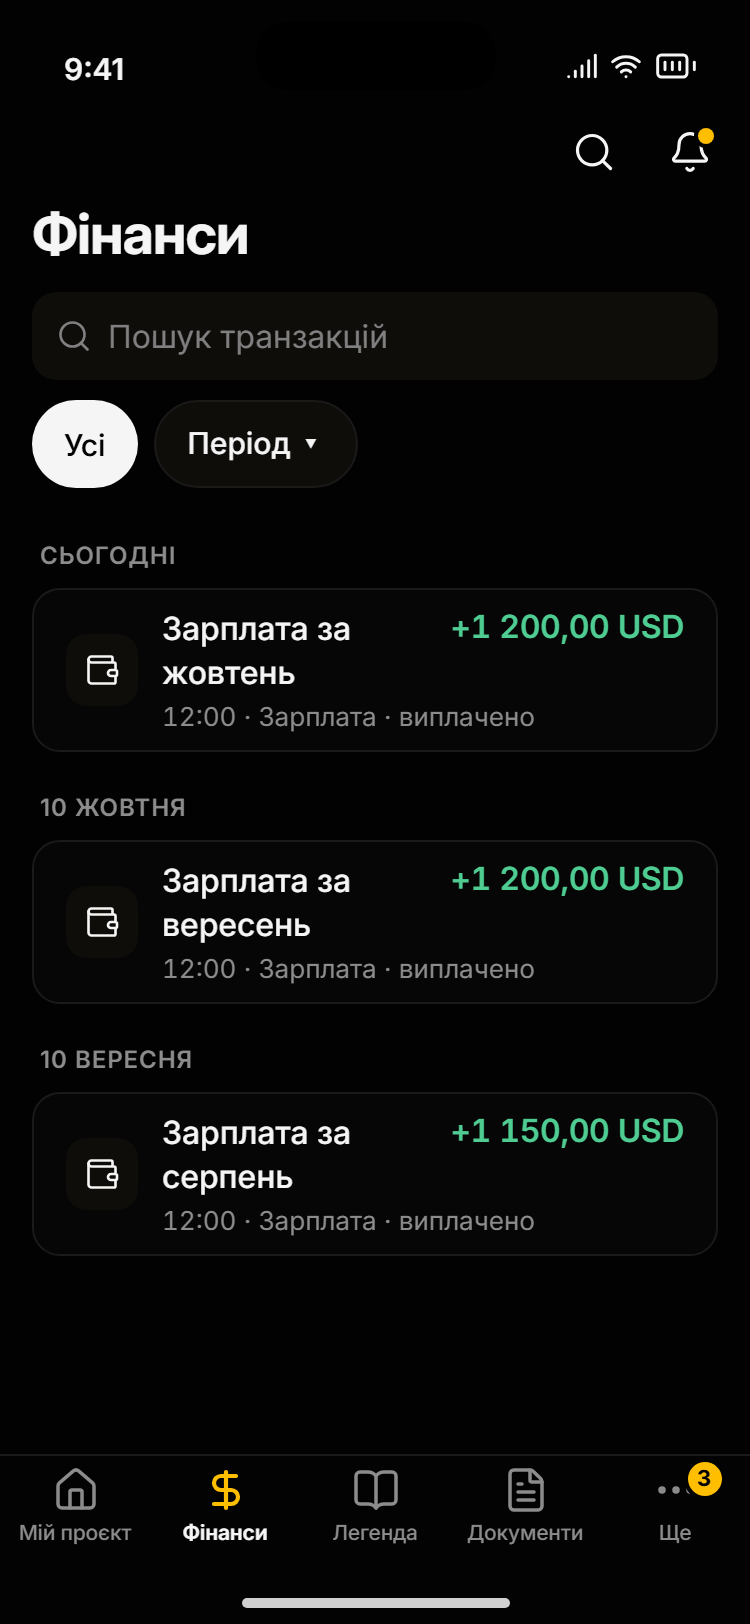 9:41
Фінанси
Пошук транзакцій
Усі
Період ▼
СЬОГОДНІ
Зарплата за жовтень
+1 200,00 USD
12:00 · Зарплата · виплачено
10 ЖОВТНЯ
Зарплата за вересень
+1 200,00 USD
12:00 · Зарплата · виплачено
10 ВЕРЕСНЯ
Зарплата за серпень
+1 150,00 USD
12:00 · Зарплата · виплачено
3
Мій проєкт
Фінанси
Легенда
Документи
Ще